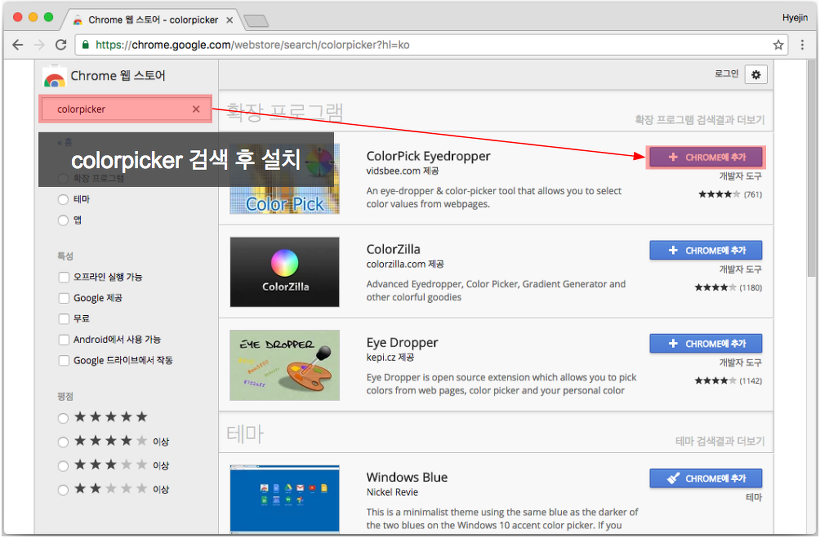 Chrome 웹 스토어 - colorpicker
Hyejin
https://chrome.google.com/webstore/search/colorpicker?hl=ko
Chrome 웹 스토어
로그인
colorpicker
확장 프로그램
확장 프로그램 검색결과 더보기
« 홈
colorpicker 검색 후 설치
확장 프로그램
테마
앱
특성
오프라인 실행 가능
Google 제공
무료
Android에서 사용 가능
Google 드라이브에서 작동
평점
이상
이상
이상
Color Pick
ColorPick Eyedropper
vidsbee.com 제공
An eye-dropper & color-picker tool that allows you to select
color values from webpages.
CHROME에 추가
개발자 도구
(761)
ColorZilla
ColorZilla
colorzilla.com 제공
Advanced Eyedropper, Color Picker, Gradient Generator and
other colorful goodies
CHROME에 추가
개발자 도구
(1180)
EYE DROPPER
Eye Dropper
kepi.cz 제공
Eye Dropper is open source extension which allows you to pick
colors from web pages, color picker and your personal color
CHROME에 추가
개발자 도구
(1142)
테마
테마 검색결과 더보기
Windows Blue
Nickel Revie
This is a minimalist theme using the same blue as the darker of
the two blues on the Windows 10 accent color picker. If you
CHROME에 추가
테마